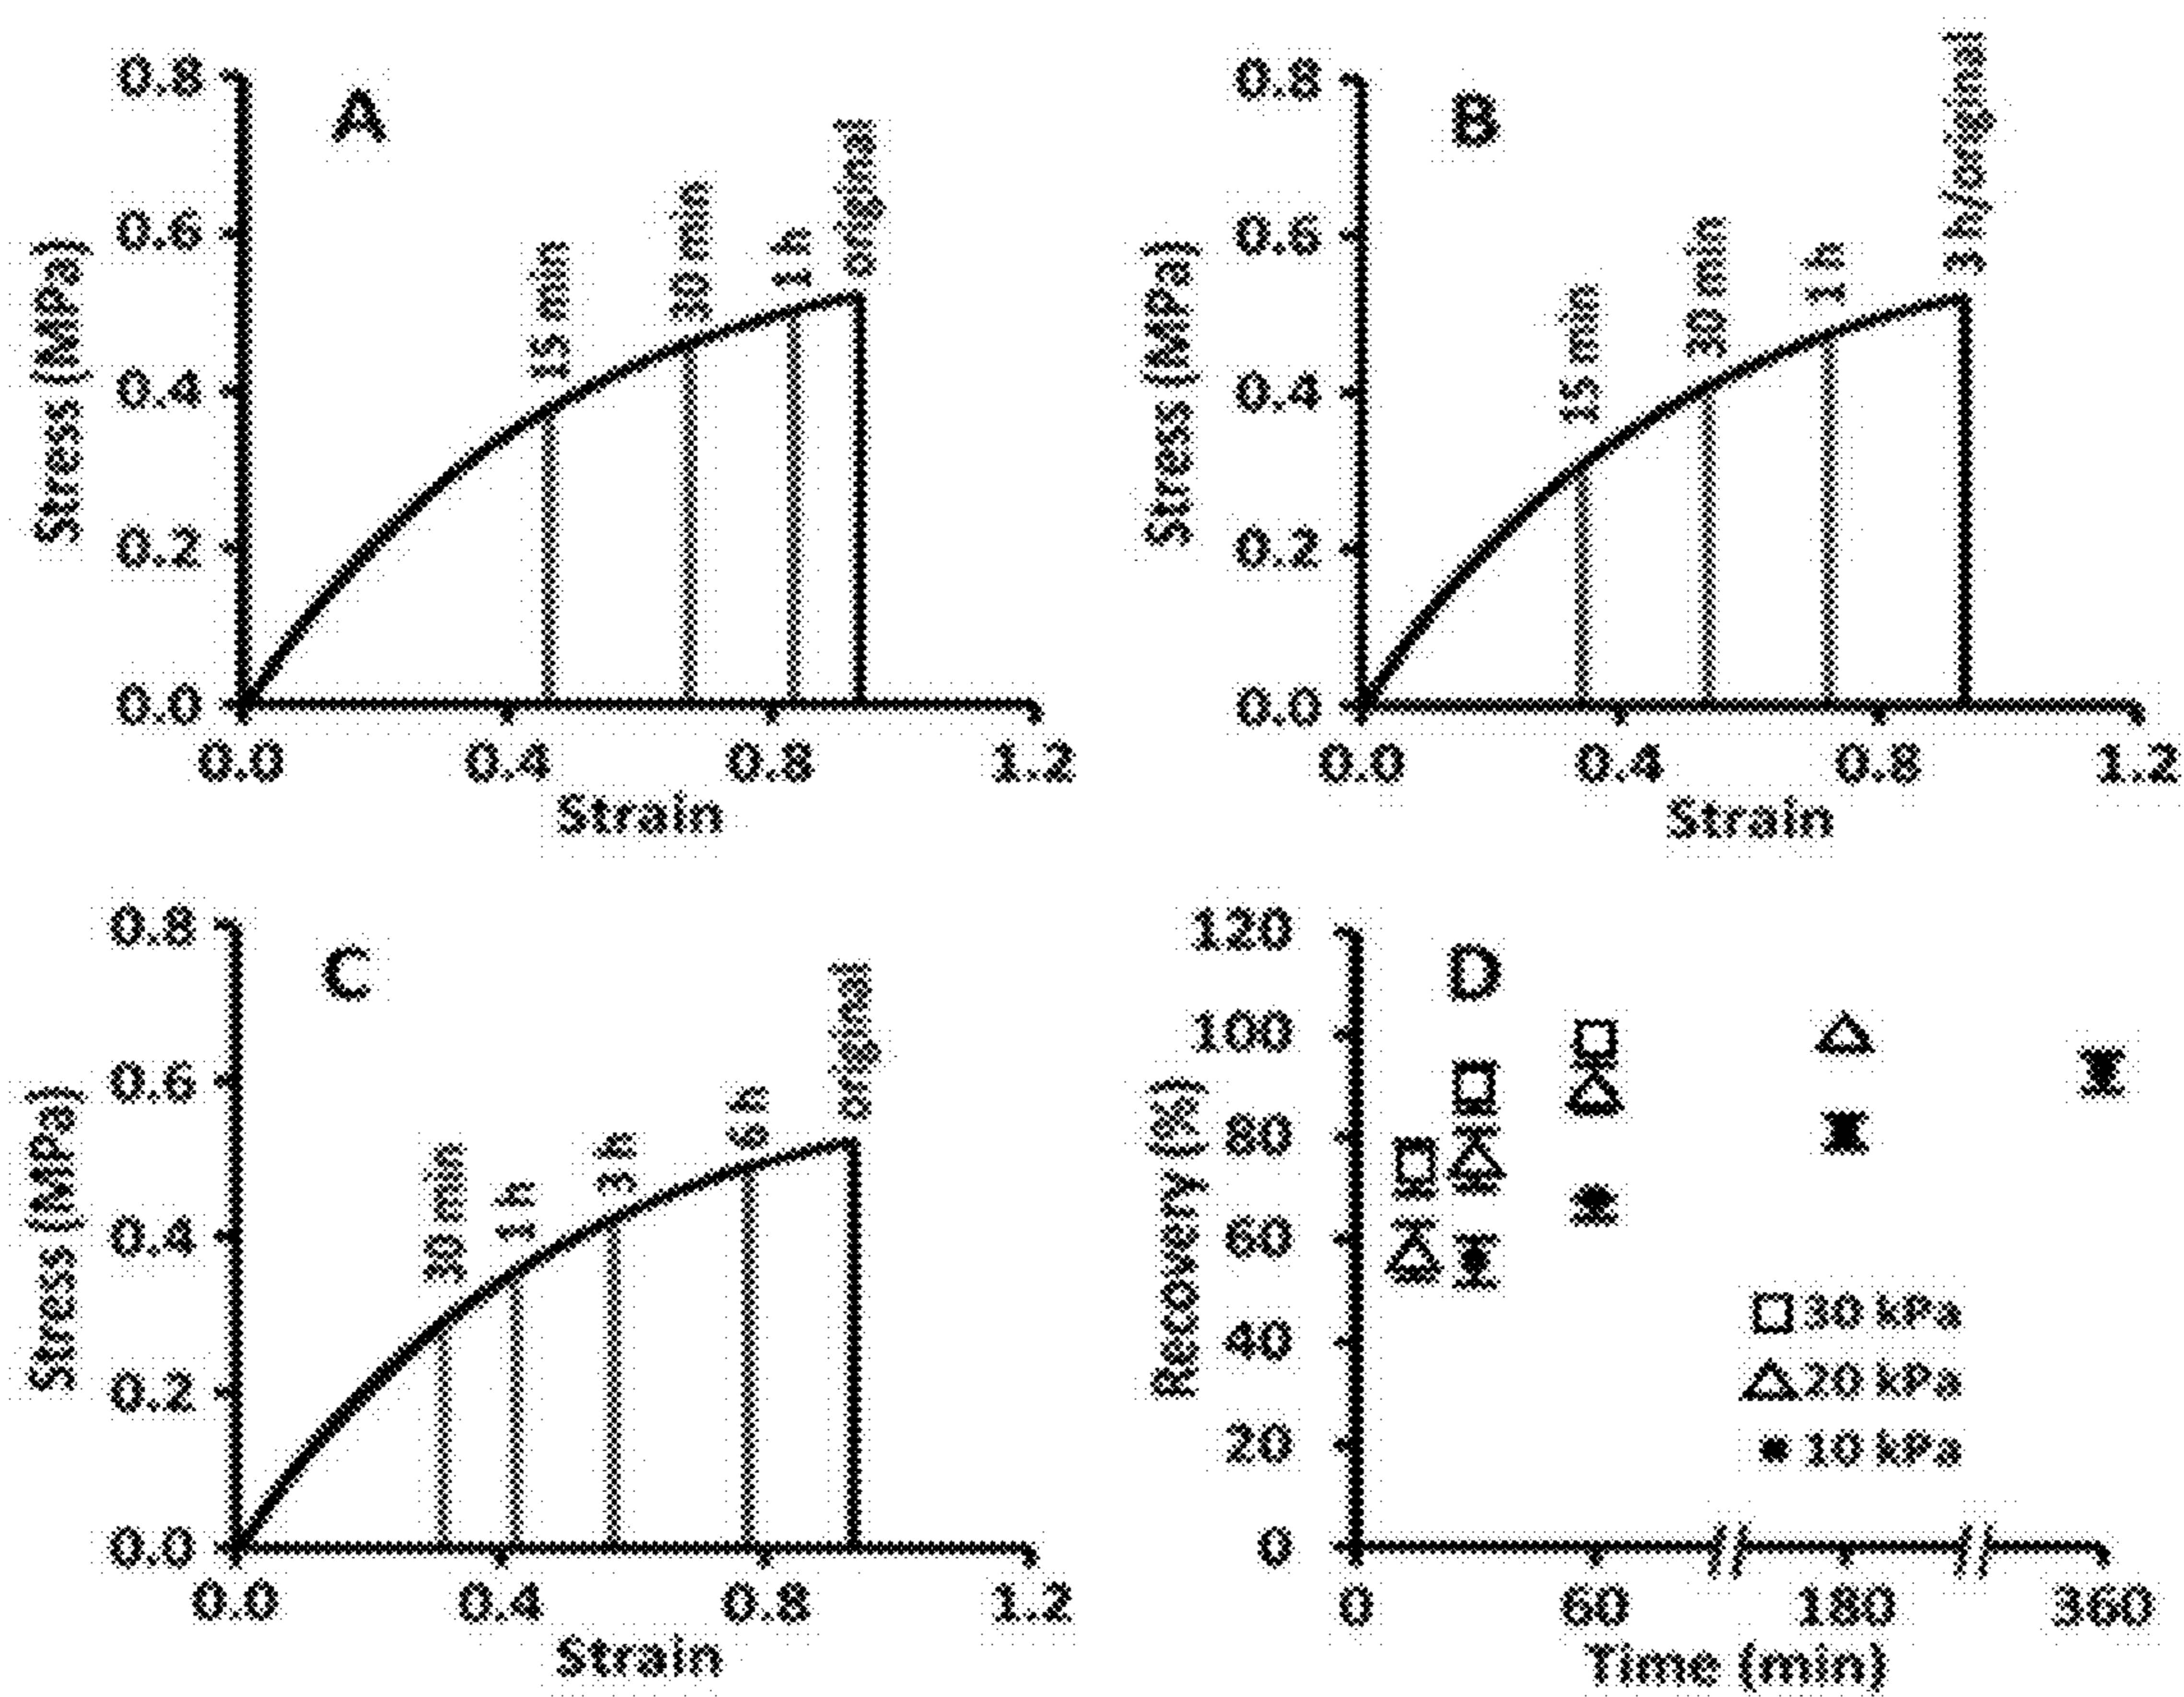 A
0.8
0.6
0.4
0.2
0.0
Stress (MPa)
15 min
30 min
1 h
original
0.0
0.4
0.8
1.2
Strain
B
0.8
0.6
0.4
0.2
0.0
Stress (MPa)
15 min
30 min
1 h
3 h/original
0.0
0.4
0.8
1.2
Strain
C
0.8
0.6
0.4
0.2
0.0
Stress (MPa)
30 min
1 h
3 h
6 h
original
0.0
0.4
0.8
1.2
Strain
D
120
100
80
60
40
20
0
Recovery (%)
30 kPa
20 kPa
10 kPa
0
60
180
360
Time (min)